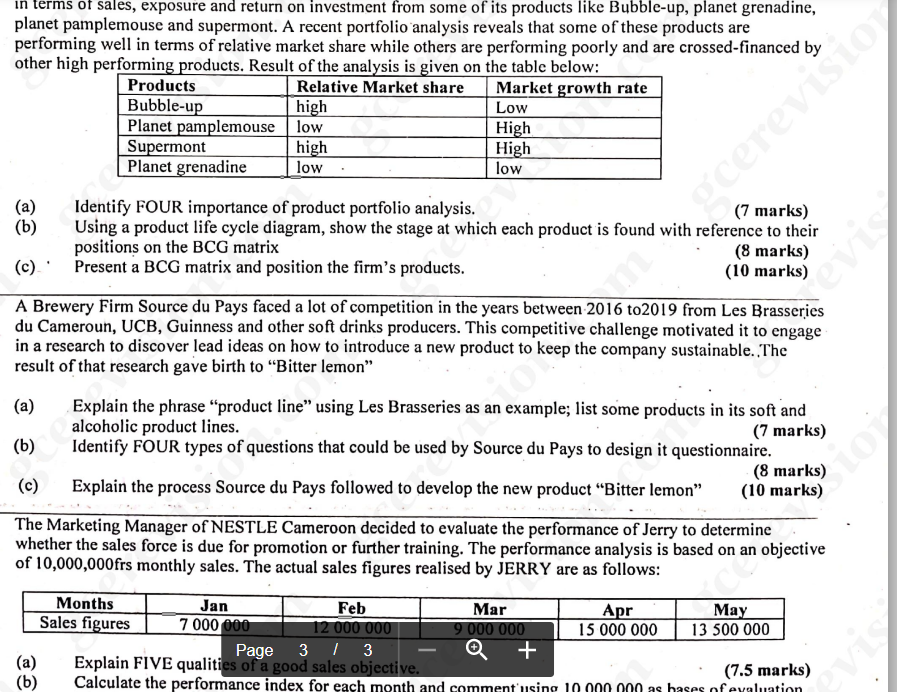 in terms of sales, exposure and return on investment from some of its products like Bubble-up, planet grenadine,
planet pamplemouse and supermont. A recent portfolio analysis reveals that some of these products are
performing well in terms of relative market share while others are performing poorly and are crossed-financed by
other high performing products. Result of the analysis is given on the table below:
Products Relative Market share Market growth rate
Bubble-up high Low
Planet pamplemouse low High
Supermont high High
Planet grenadine low low
(a) Identify FOUR importance of product portfolio analysis. (7 marks)
(b) Using a product life cycle diagram, show the stage at which each product is found with reference to their
positions on the BCG matrix (8 marks)
(c) Present a BCG matrix and position the firm's products. (10 marks)
A Brewery Firm Source du Pays faced a lot of competition in the years between 2016 to2019 from Les Brasseries
du Cameroun, UCB, Guinness and other soft drinks producers. This competitive challenge motivated it to engage
in a research to discover lead ideas on how to introduce a new product to keep the company sustainable. The
result of that research gave birth to "Bitter lemon"
(a) Explain the phrase "product line" using Les Brasseries as an example; list some products in its soft and
alcoholic product lines. (7 marks)
(b) Identify FOUR types of questions that could be used by Source du Pays to design it questionnaire.
(8 marks)
(c) Explain the process Source du Pays followed to develop the new product "Bitter lemon" (10 marks)
The Marketing Manager of NESTLE Cameroon decided to evaluate the performance of Jerry to determine
whether the sales force is due for promotion or further training. The performance analysis is based on an objective
of 10,000,000frs monthly sales. The actual sales figures realised by JERRY are as follows:
Months Jan Feb Mar Apr May
Sales figures 7 000 000 12 000 000 9 000 000 15 000 000 13 500 000
Page 3 / 3
(a) Explain FIVE qualities of a good sales objective. (7.5 marks)
(b) Calculate the performance index for each month and comment using 10 000 000 as bases of evaluation
gcerevision.com